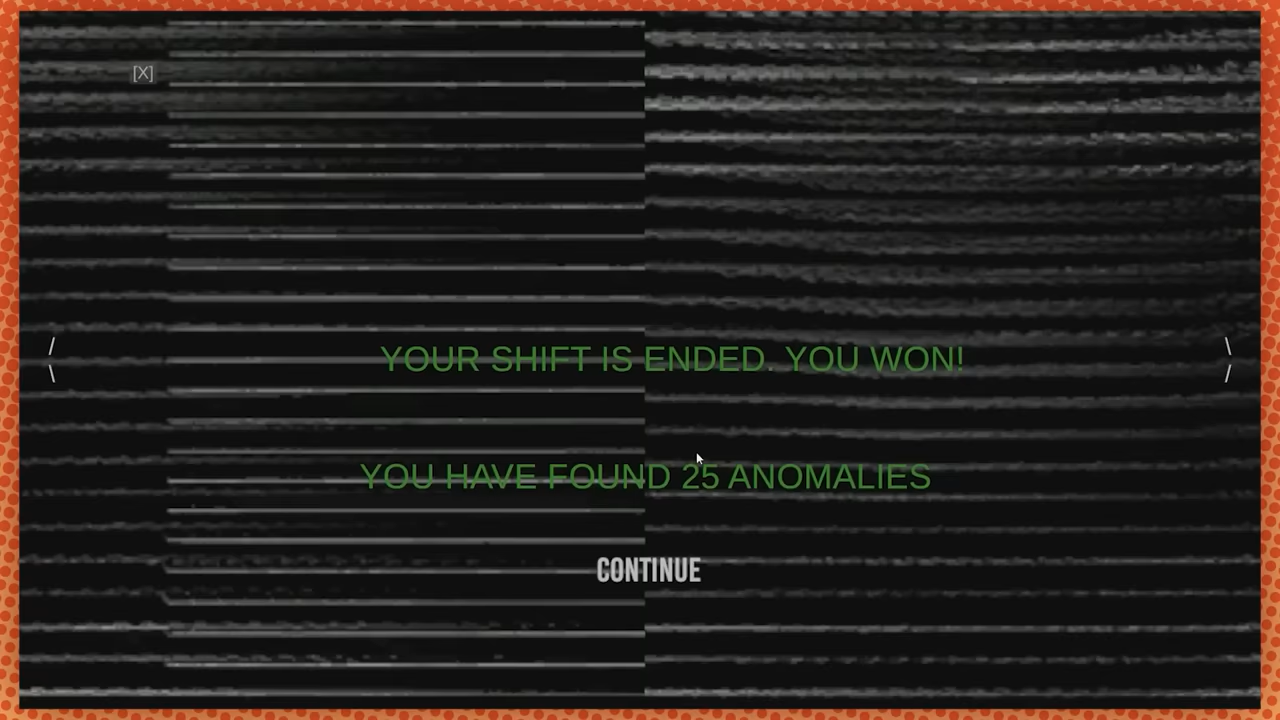 [X]
YOUR SHIFT IS ENDED. YOU WON!
YOU HAVE FOUND 25 ANOMALIES
CONTINUE